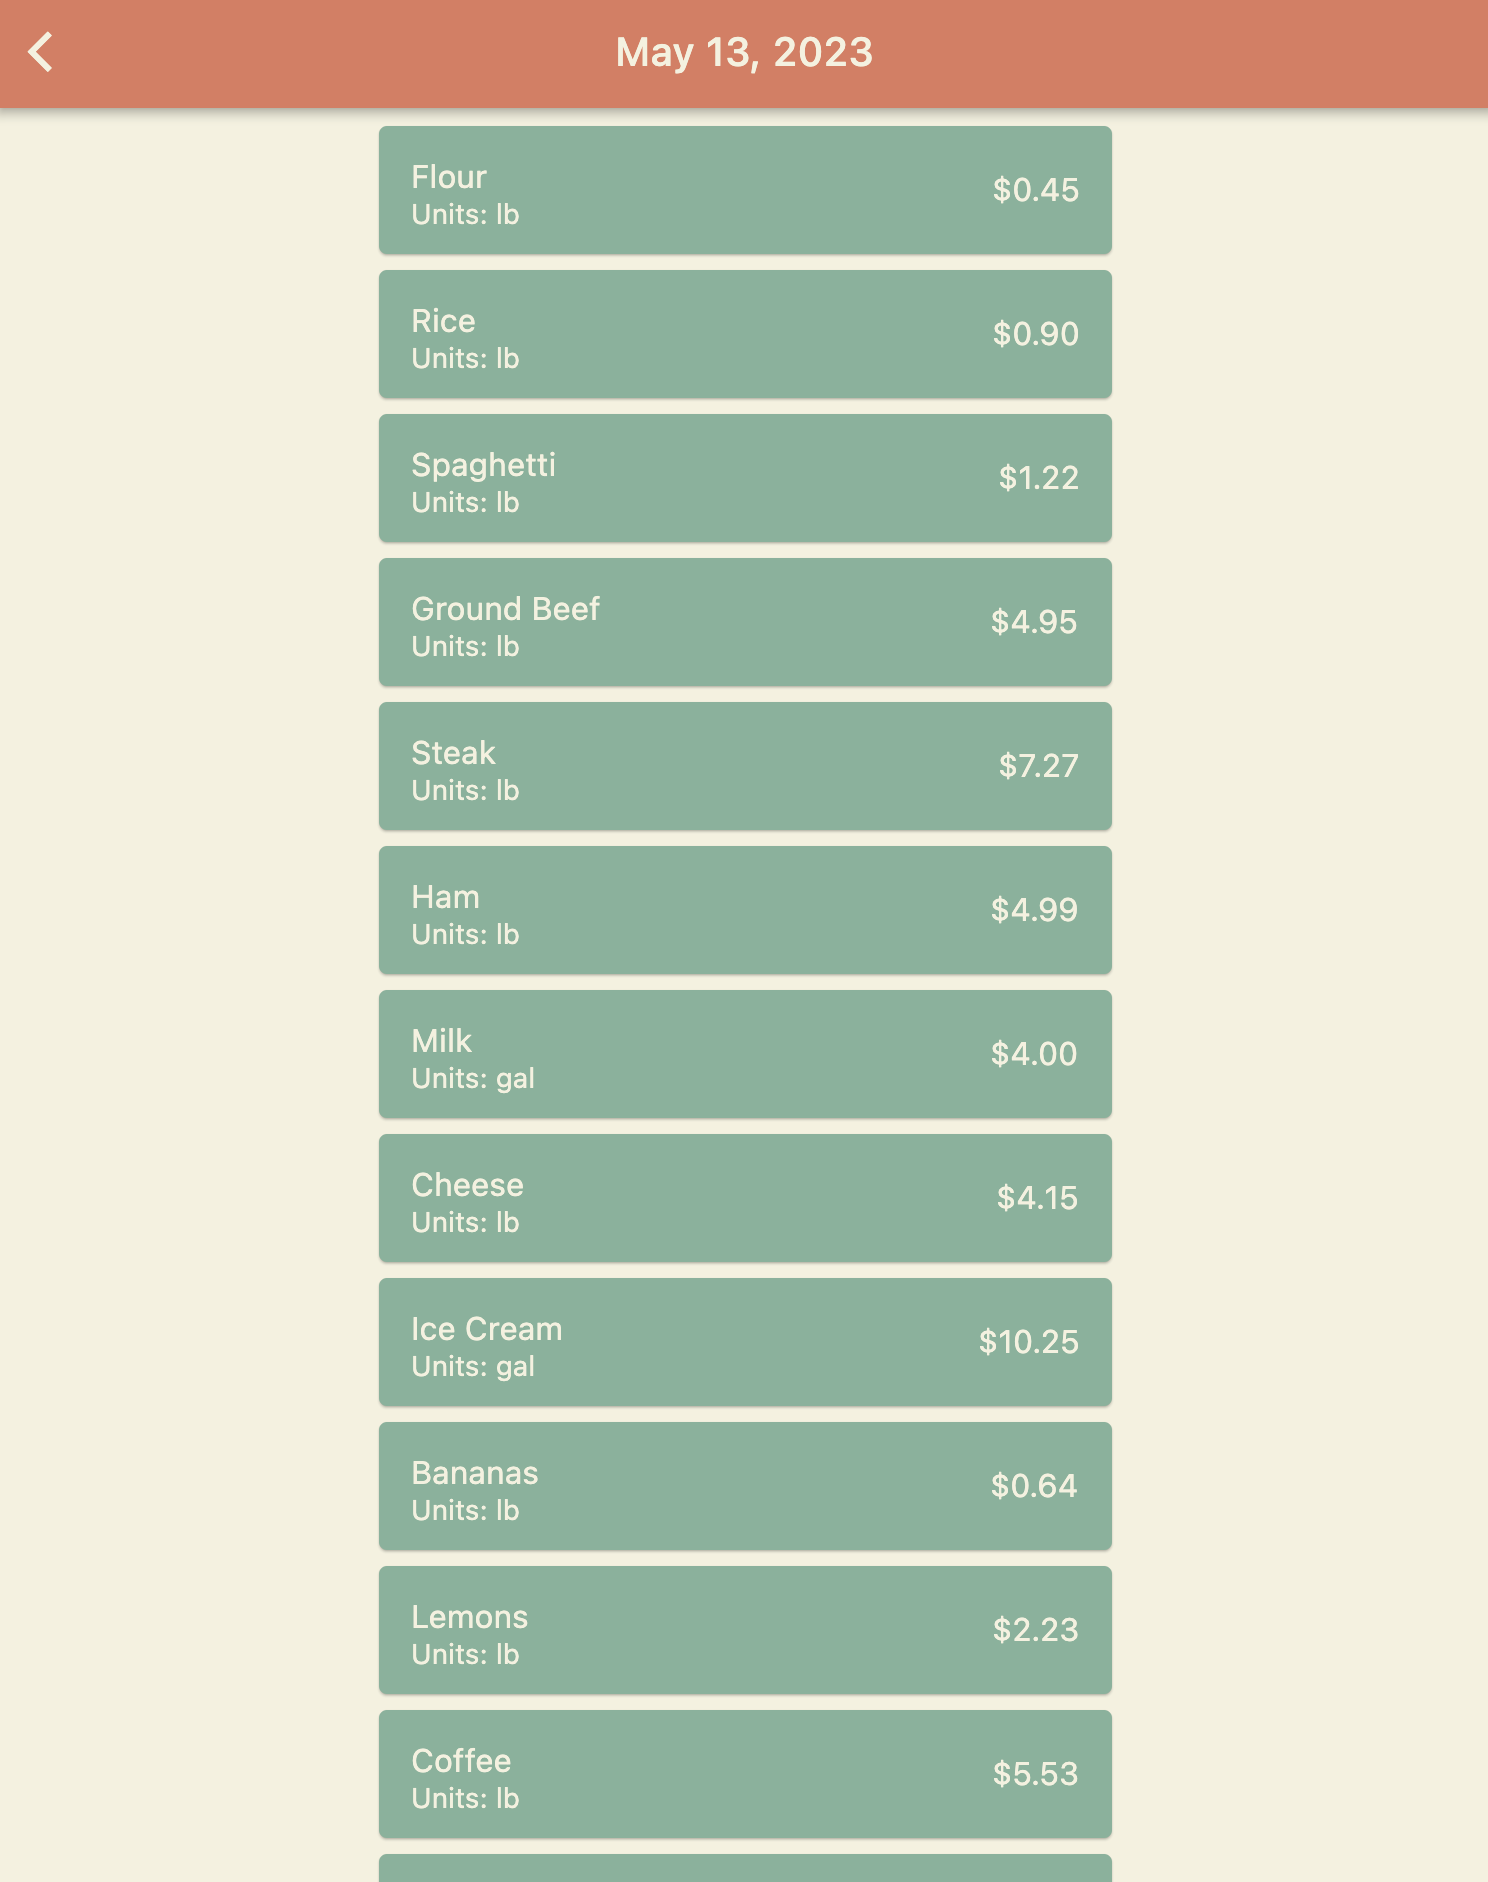 May 13, 2023
Flour
Units: lb
$0.45
Rice
Units: lb
$0.90
Spaghetti
Units: lb
$1.22
Ground Beef
Units: lb
$4.95
Steak
Units: lb
$7.27
Ham
Units: lb
$4.99
Milk
Units: gal
$4.00
Cheese
Units: lb
$4.15
Ice Cream
Units: gal
$10.25
Bananas
Units: lb
$0.64
Lemons
Units: lb
$2.23
Coffee
Units: lb
$5.53